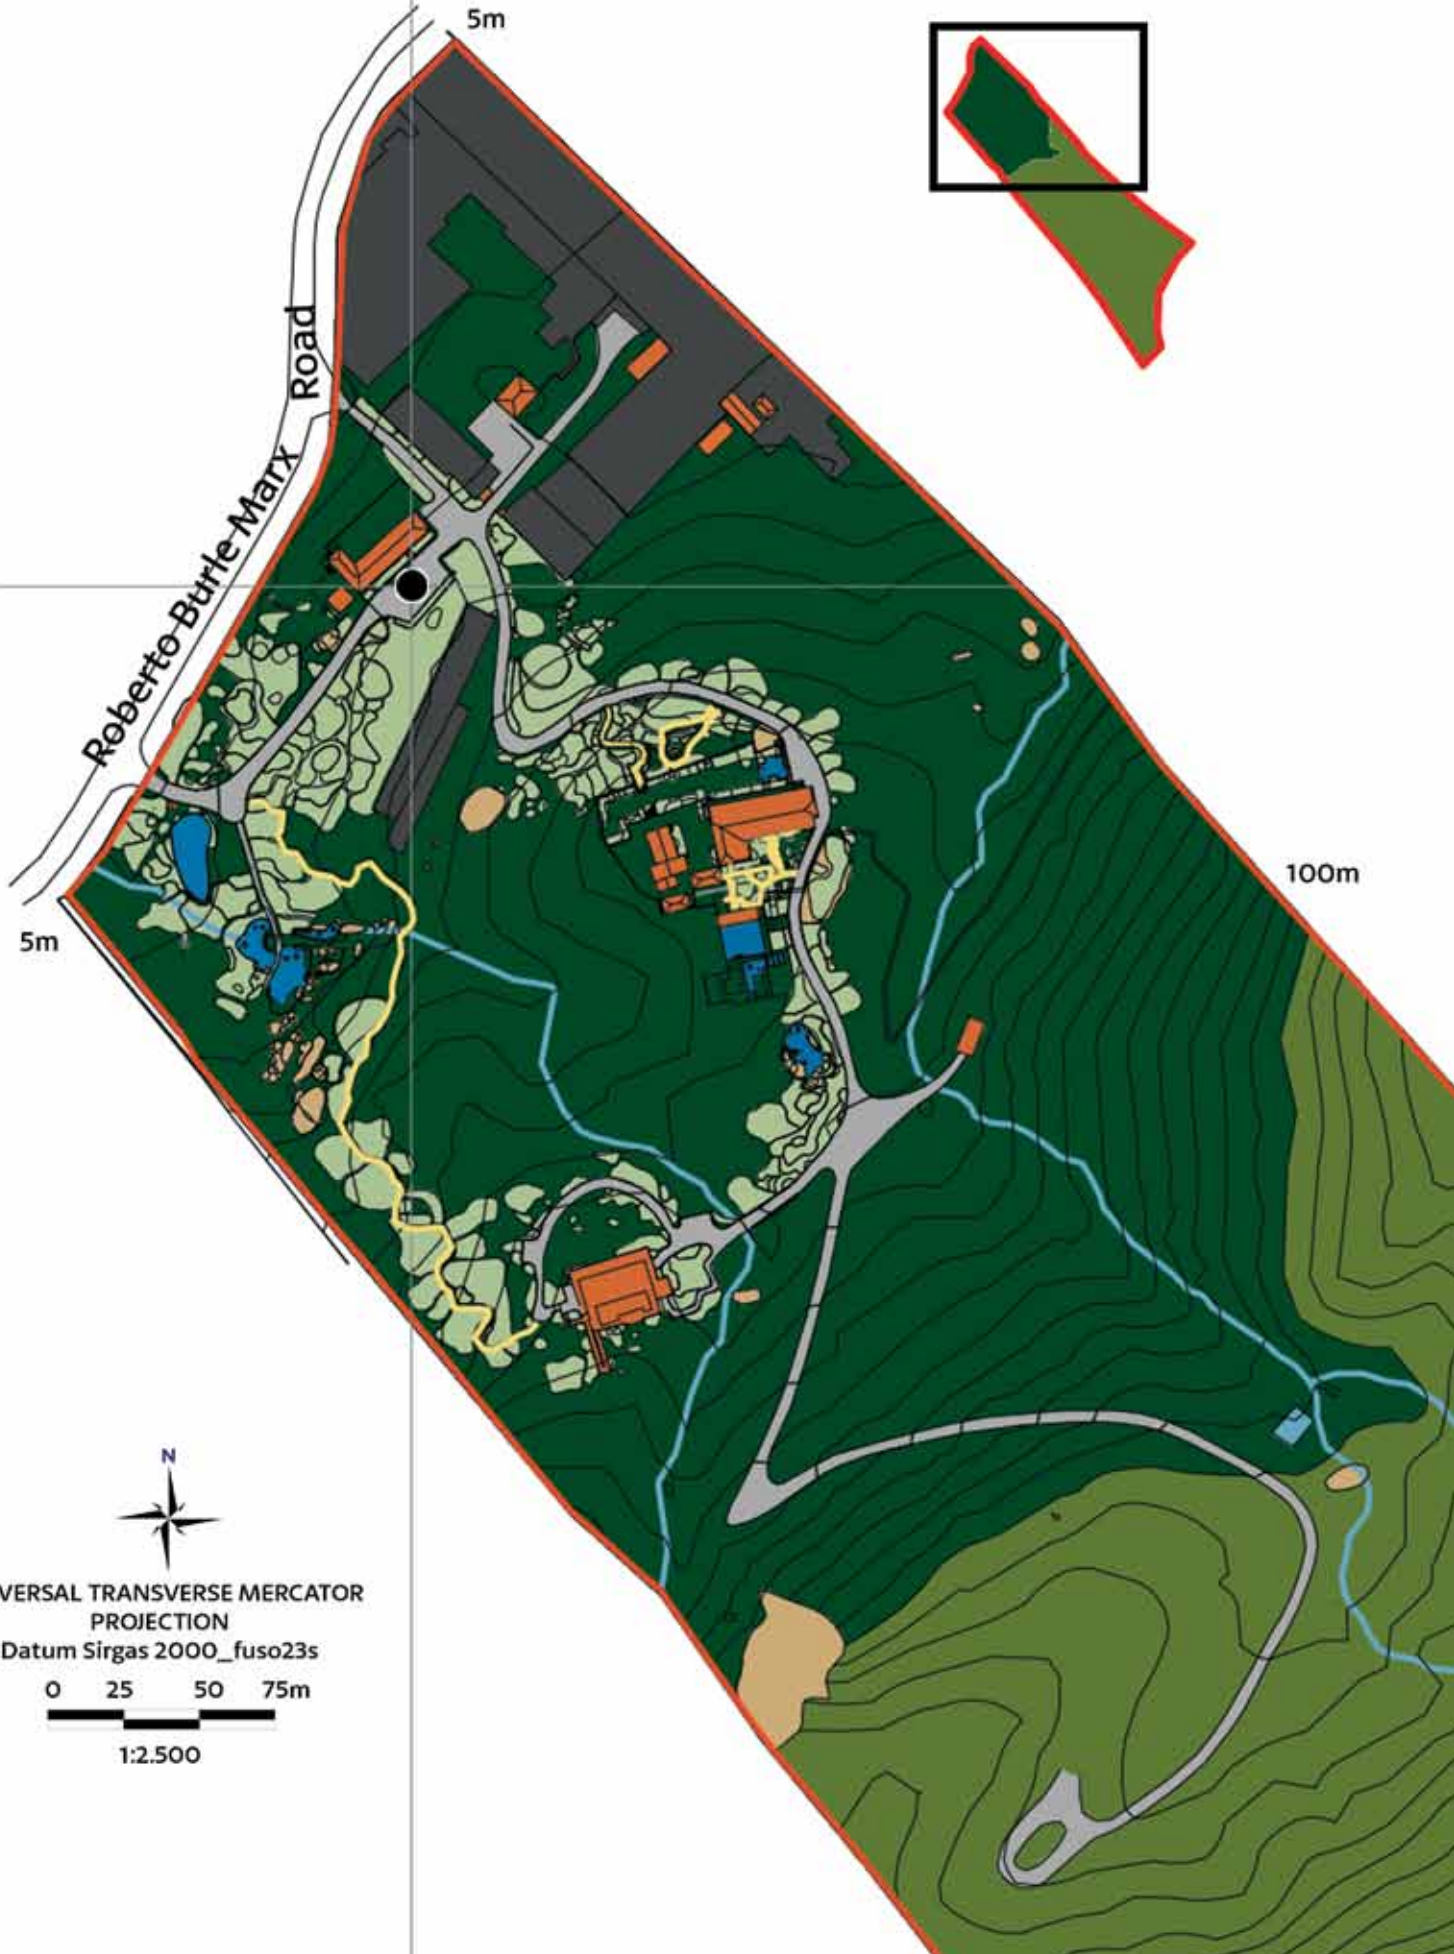 5m
Roberto Burle Marx Road
100m
5m
N
VERSAL TRANSVERSE MERCATOR
PROJECTION
Datum Sirgas 2000_fuso23s
0 25 50 75m
1:2.500